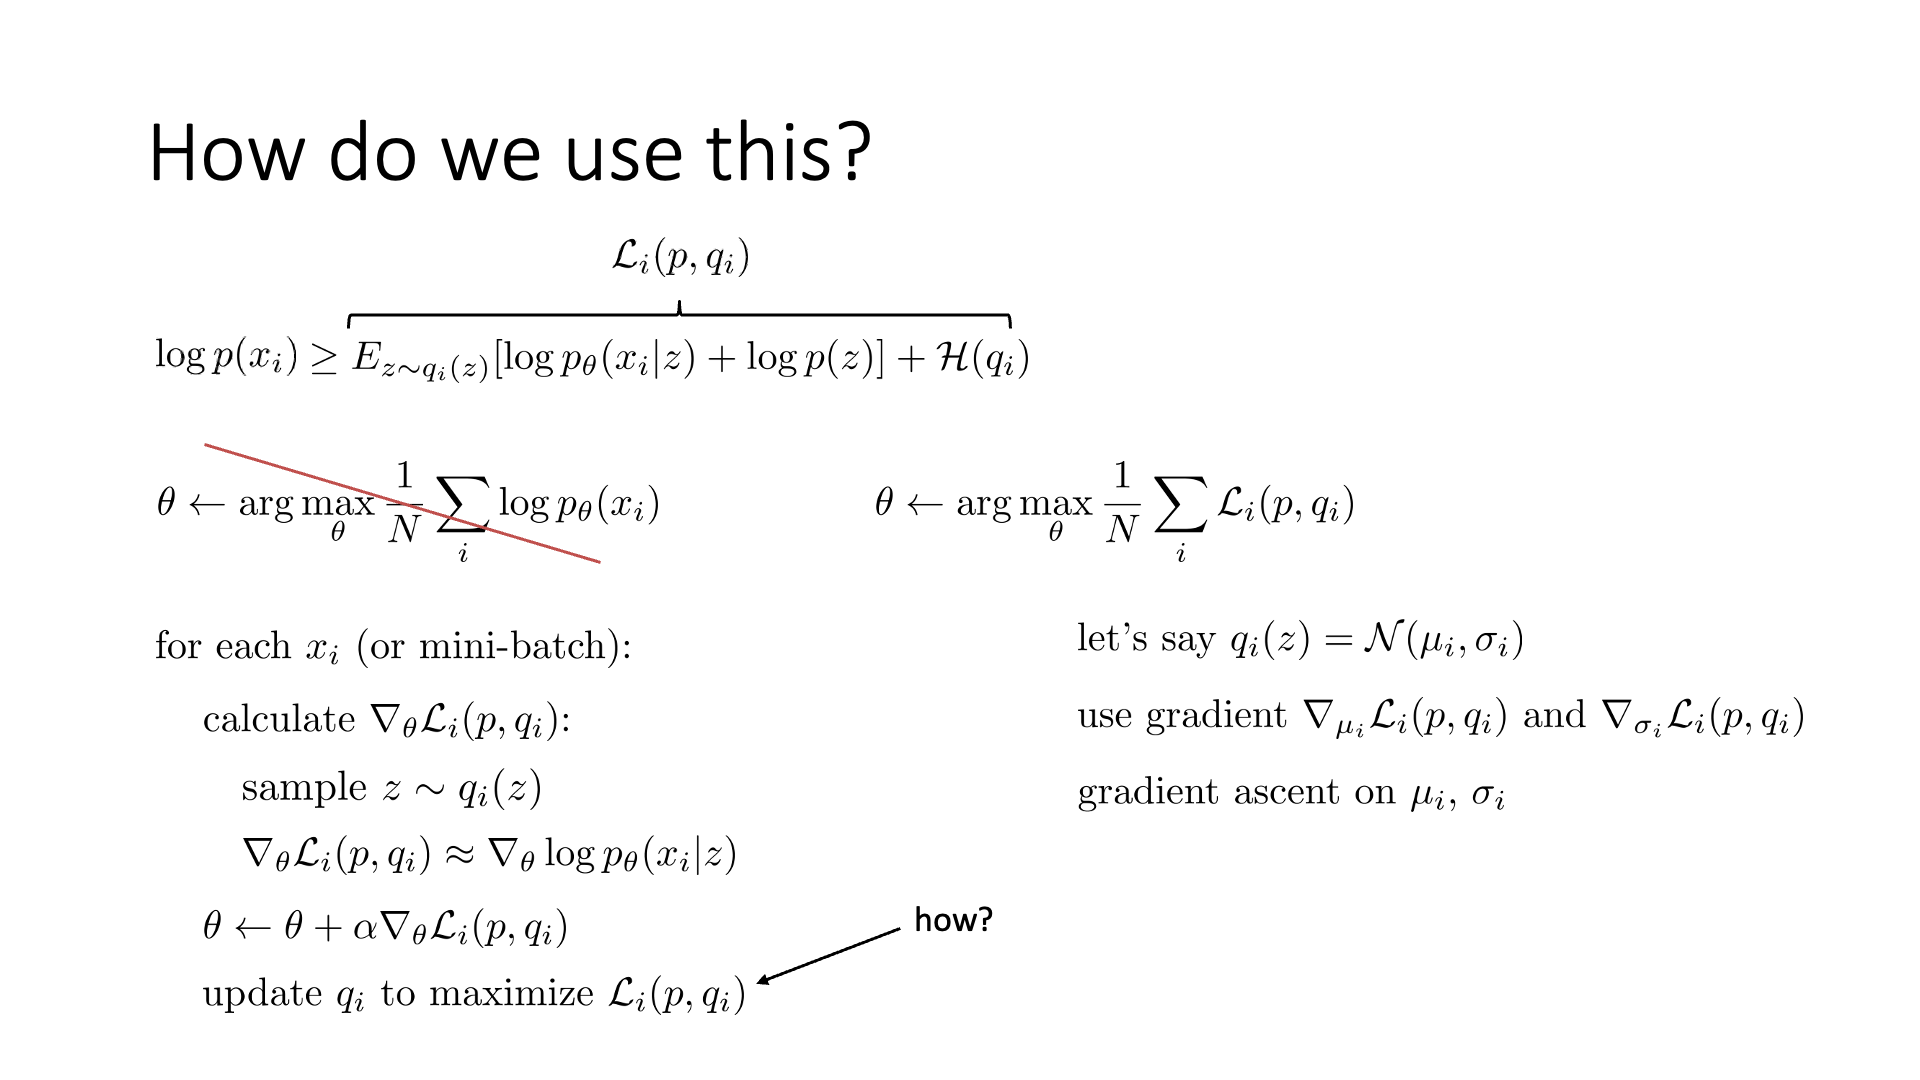 How do we use this?
$\mathcal{L}_i(p, q_i)$
$\log p(x_i) \geq E_{z \sim q_i(z)}[\log p_\theta(x_i|z) + \log p(z)] + \mathcal{H}(q_i)$
$\theta \leftarrow \arg\max_\theta \frac{1}{N} \sum_i \log p_\theta(x_i)$
$\theta \leftarrow \arg\max_\theta \frac{1}{N} \sum_i \mathcal{L}_i(p, q_i)$
for each $x_i$ (or mini-batch):
calculate $\nabla_\theta \mathcal{L}_i(p, q_i)$:
sample $z \sim q_i(z)$
$\nabla_\theta \mathcal{L}_i(p, q_i) \approx \nabla_\theta \log p_\theta(x_i|z)$
$\theta \leftarrow \theta + \alpha \nabla_\theta \mathcal{L}_i(p, q_i)$
update $q_i$ to maximize $\mathcal{L}_i(p, q_i)$
how?
let's say $q_i(z) = \mathcal{N}(\mu_i, \sigma_i)$
use gradient $\nabla_{\mu_i} \mathcal{L}_i(p, q_i)$ and $\nabla_{\sigma_i} \mathcal{L}_i(p, q_i)$
gradient ascent on $\mu_i$, $\sigma_i$